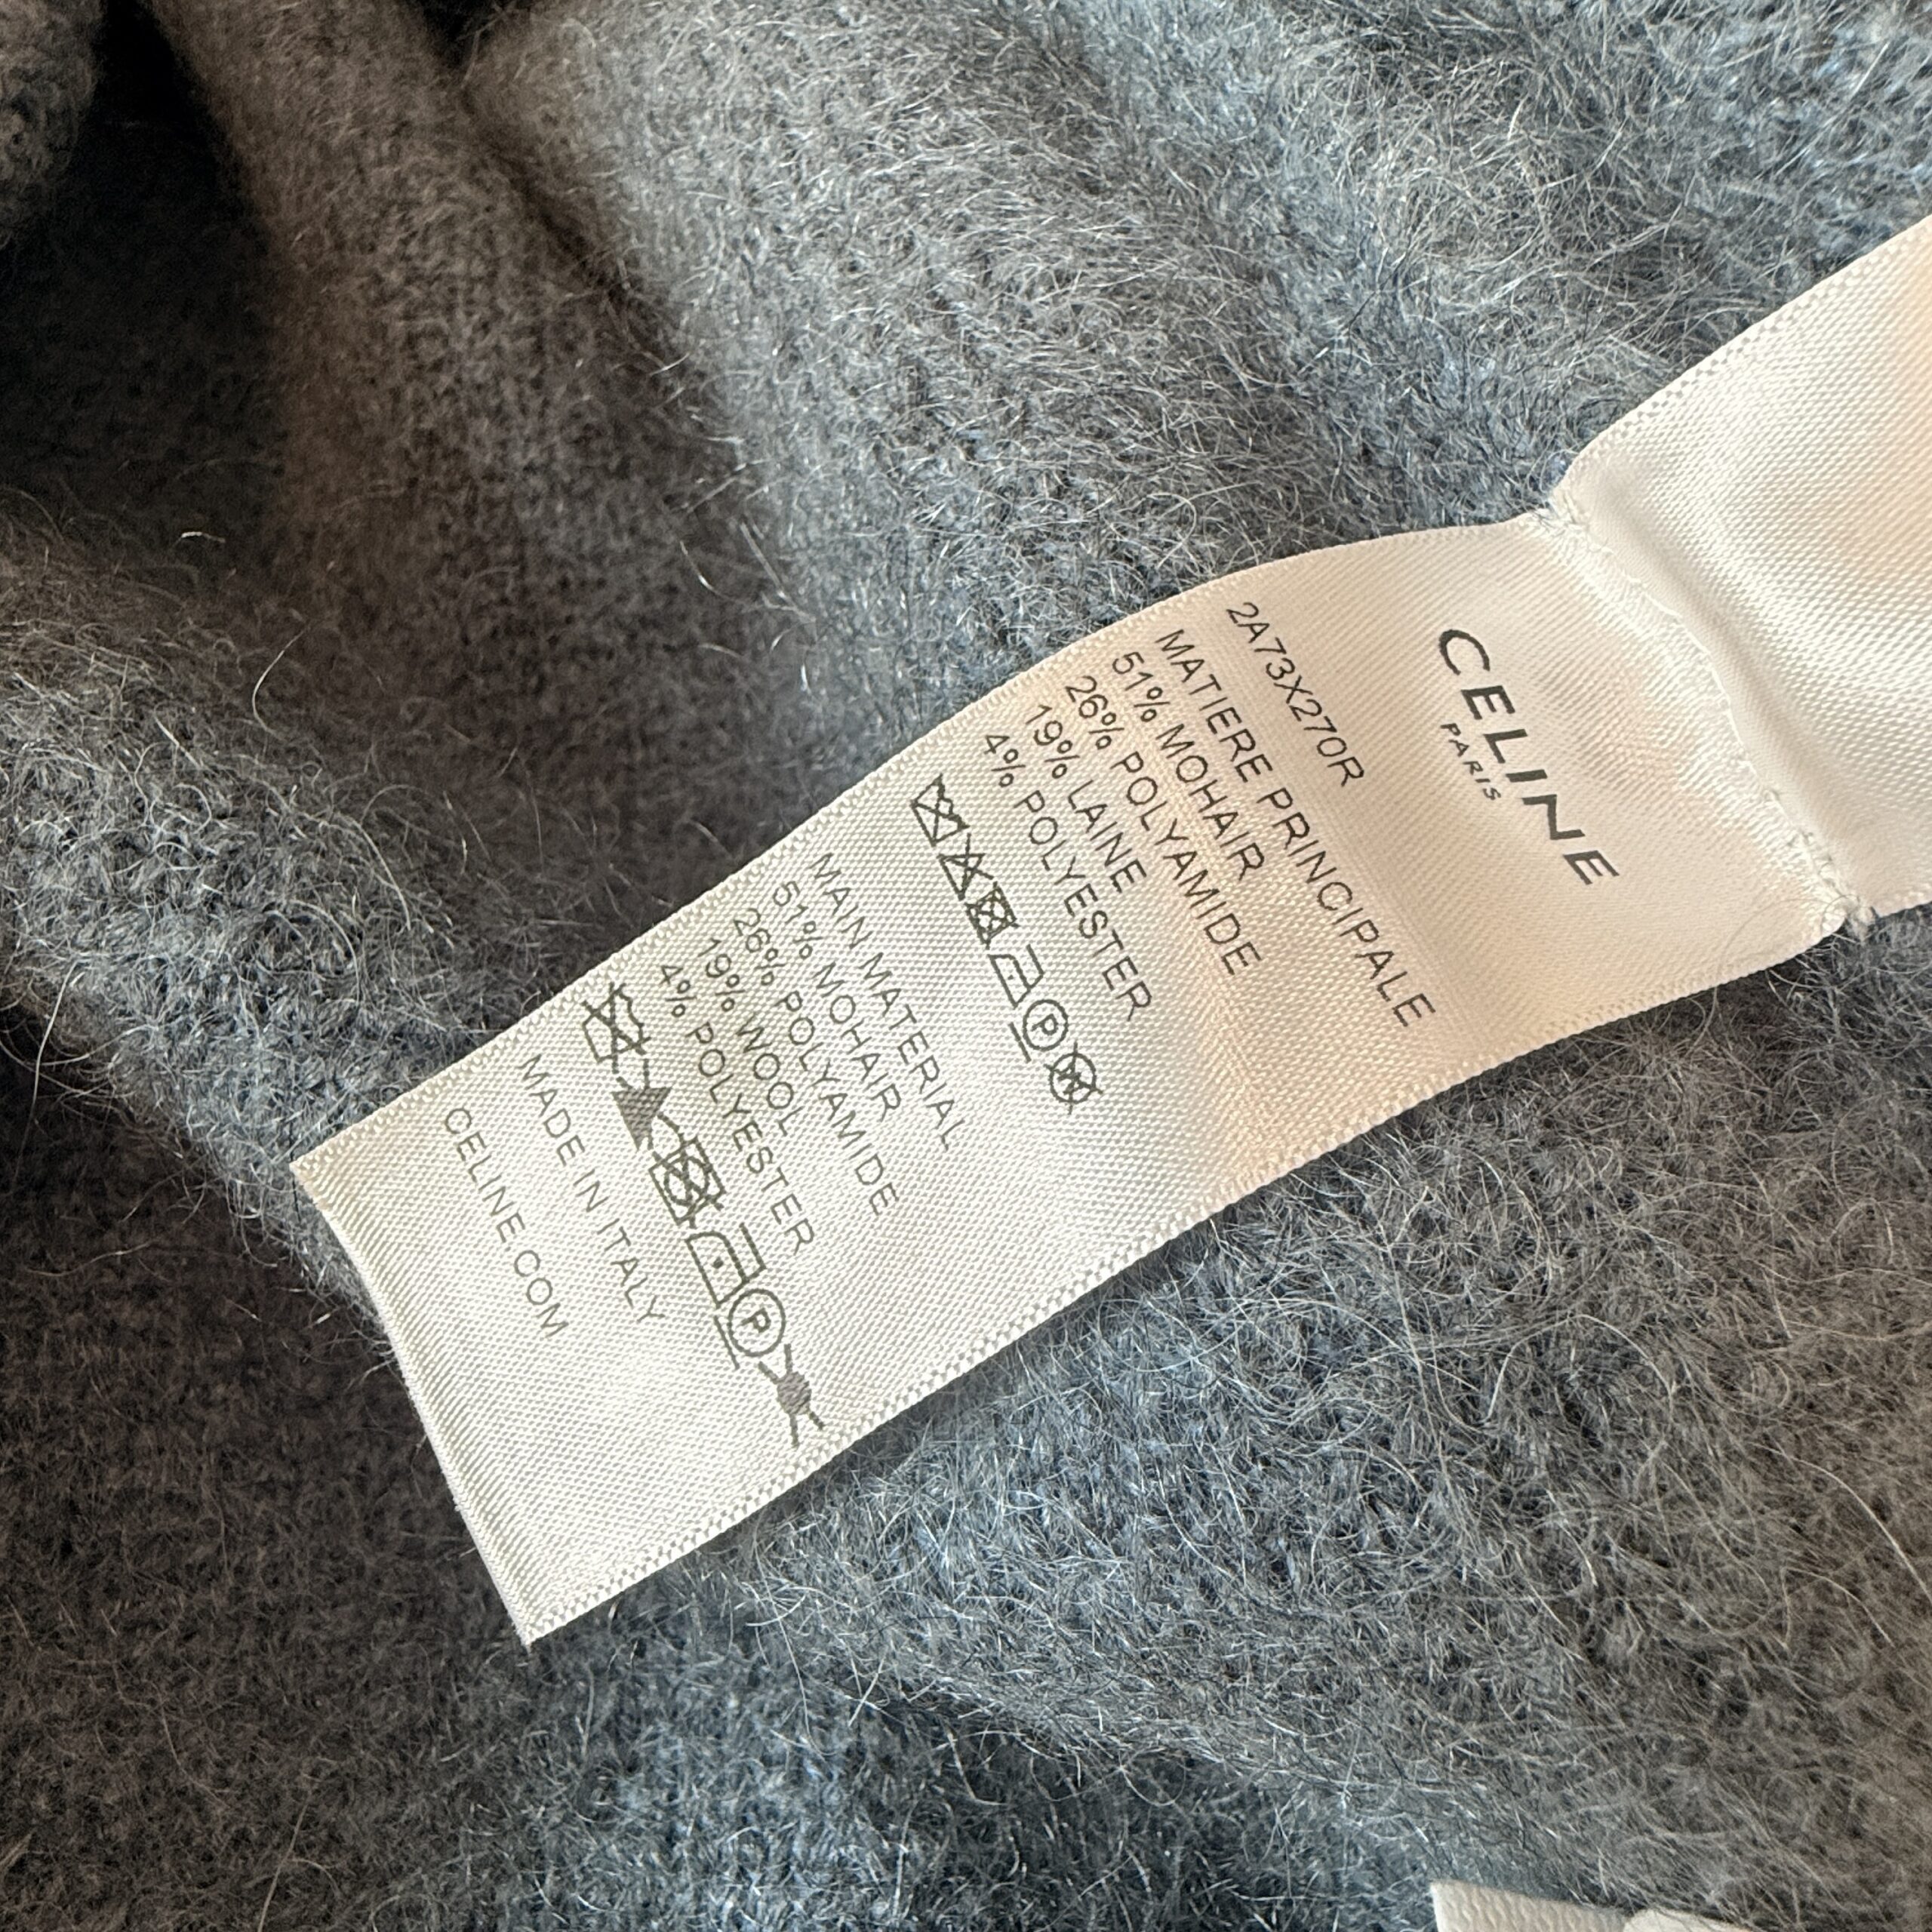 CELINE
PARIS
2A73X270R
MATIERE PRINCIPALE
51% MOHAIR
26% POLYAMIDE
19% LAINE
4% POLYESTER
P
W
MAIN MATERIAL
51% MOHAIR
26% POLYAMIDE
19% WOOL
4% POLYESTER
P
MADE IN ITALY
CELINE.COM